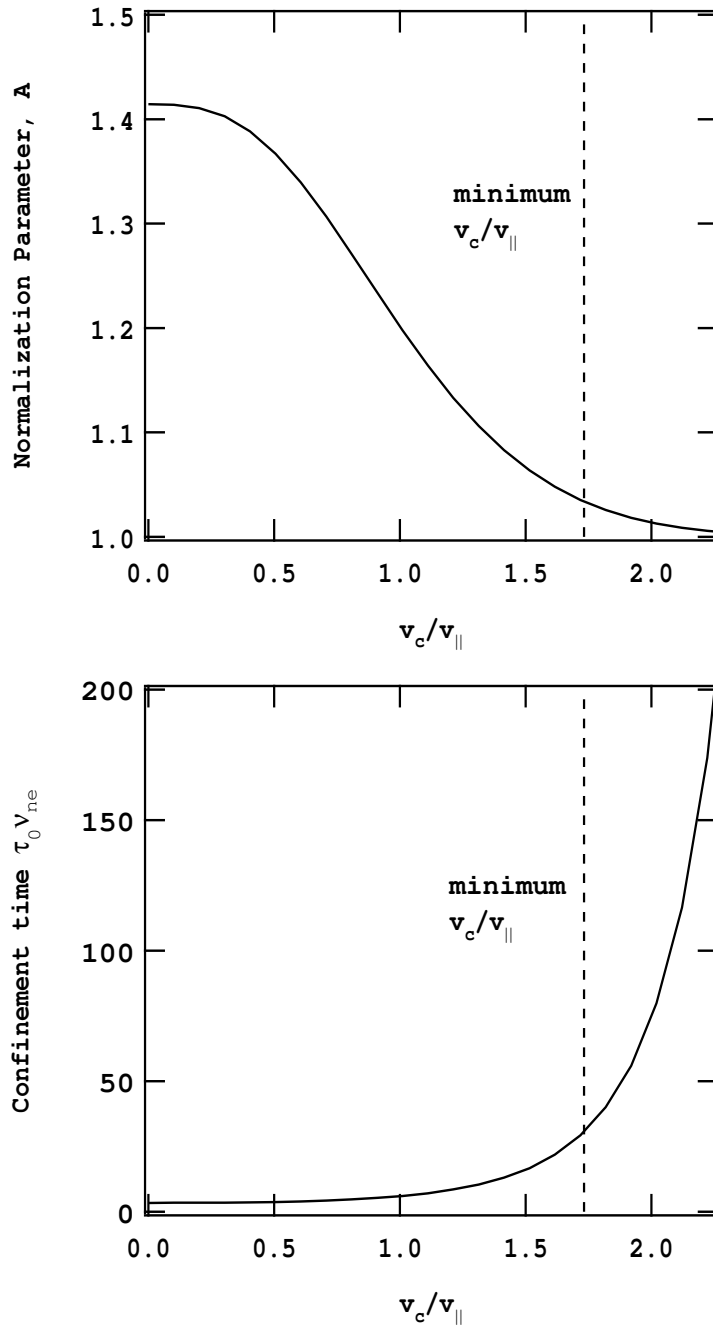 Normalization Parameter, A
1.5
1.4
1.3
1.2
1.1
1.0
minimum
v_c/v_||
0.0 0.5 1.0 1.5 2.0
v_c/v_||
Confinement time τ_0 ν_ne
200
150
100
50
0
minimum
v_c/v_||
0.0 0.5 1.0 1.5 2.0
v_c/v_||